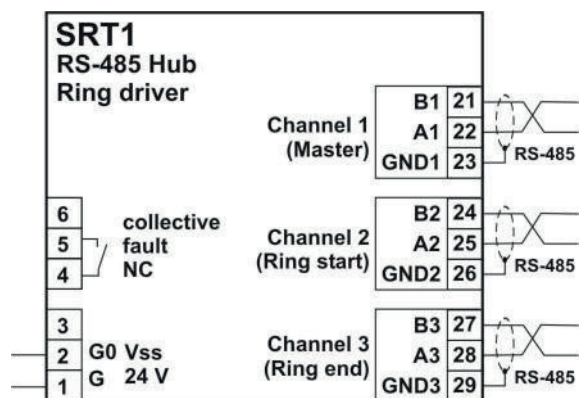 SRT1
RS-485 Hub
Ring driver
Channel 1
(Master)
B1 21
A1 22
GND1 23
RS-485
6
5
4
collective
fault
NC
Channel 2
(Ring start)
B2 24
A2 25
GND2 26
RS-485
3
2 G0 Vss
1 G 24 V
Channel 3
(Ring end)
B3 27
A3 28
GND3 29
RS-485